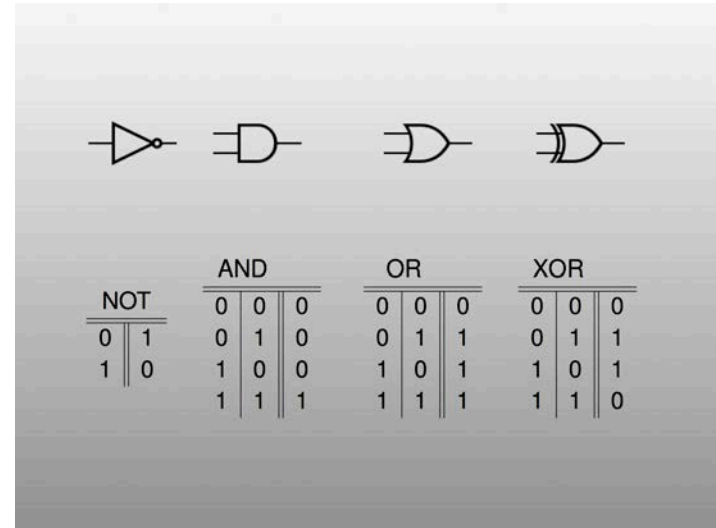 AND OR XOR
NOT
0 0 0 0 0 0 0 0 0
0 1 0 1 0 0 1 1 0 1 1
1 0 1 0 0 1 0 1 1 0 1
1 1 1 1 1 1 1 1 0